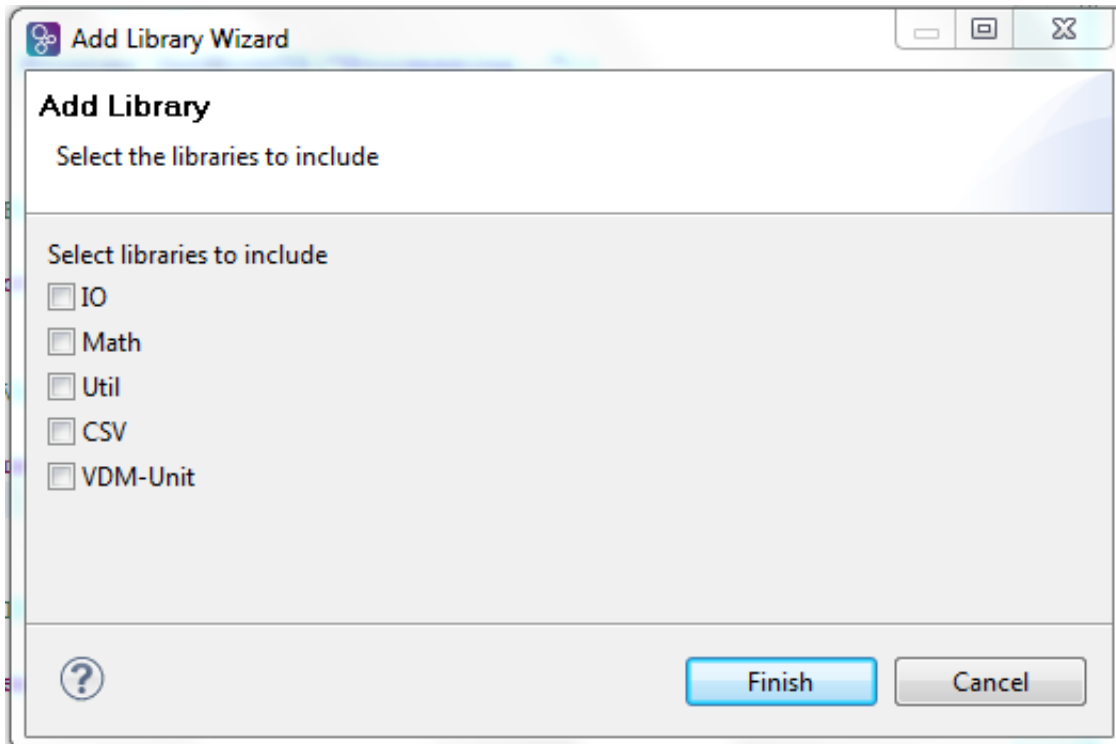 Add Library Wizard
Add Library
Select the libraries to include
Select libraries to include
IO
Math
Util
CSV
VDM-Unit
Finish
Cancel